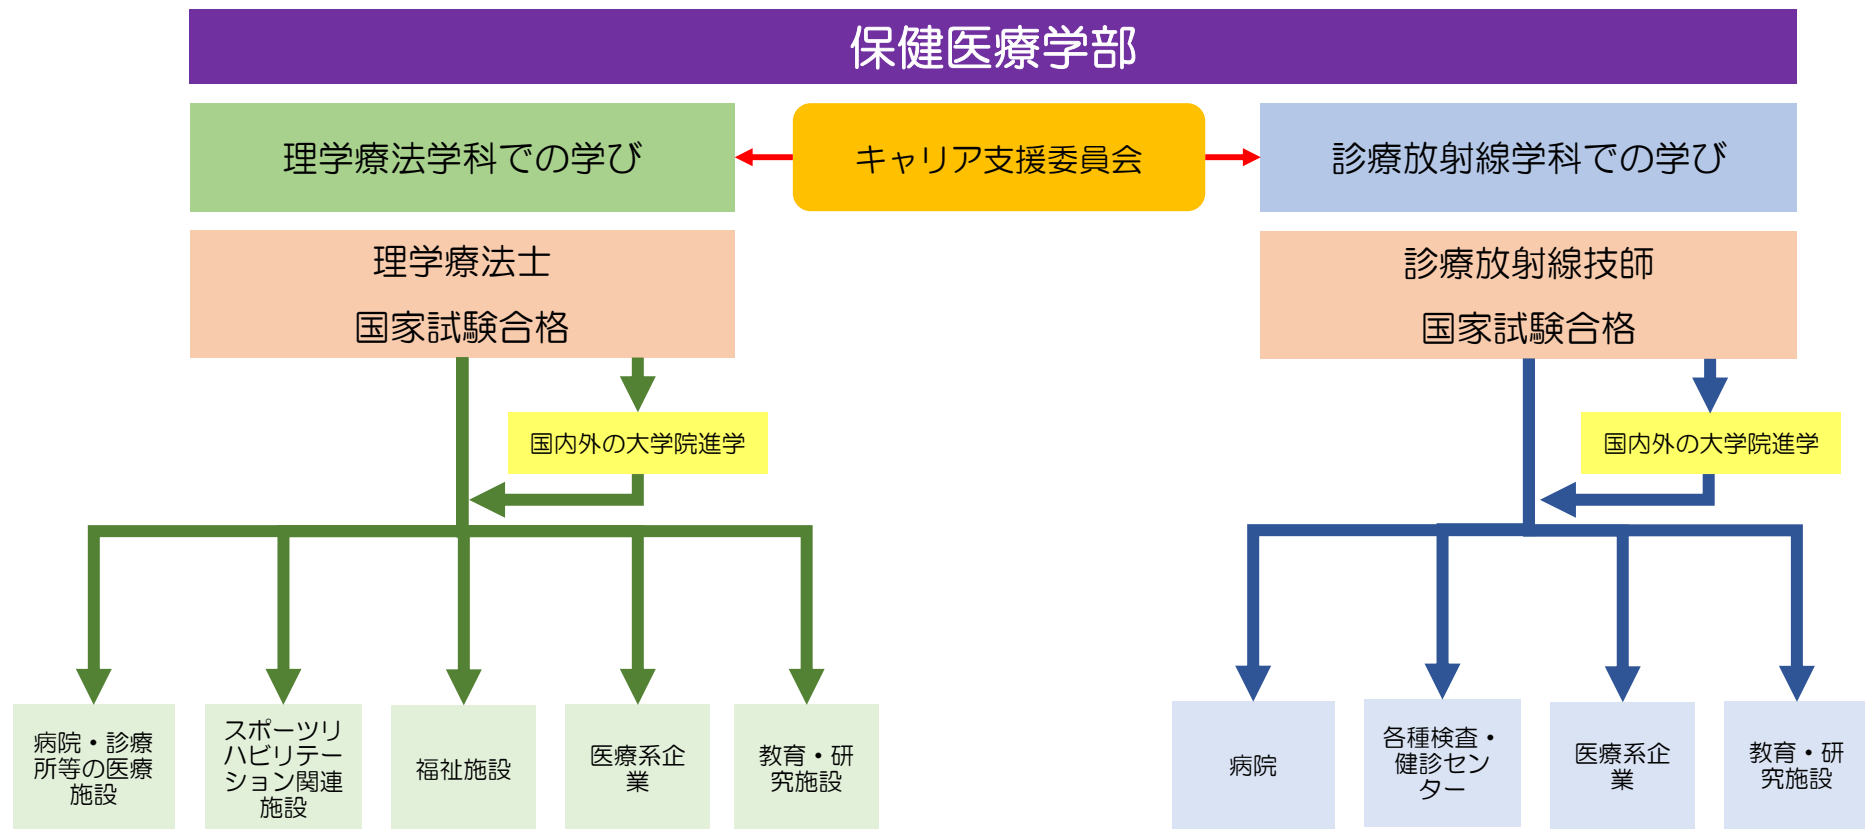 保健医療学部
理学療法学科での学び
キャリア支援委員会
診療放射線学科での学び
理学療法士
国家試験合格
診療放射線技師
国家試験合格
国内外の大学院進学
国内外の大学院進学
病院・診療
所等の医療
施設
スポーツリ
ハビリテー
ション関連
施設
福祉施設
医療系企
業
教育・研
究施設
病院
各種検査・
健診セン
ター
医療系企
業
教育・研
究施設